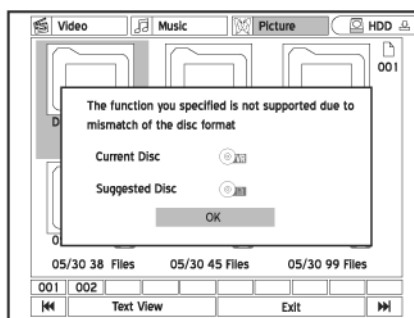 Video Music Picture HDD
001
The function you specified is not supported due to
mismatch of the disc format
D
Current Disc
Suggested Disc
OK
0
05/30 38 Files 05/30 45 Files 05/30 99 Files
001 002
Text View Exit